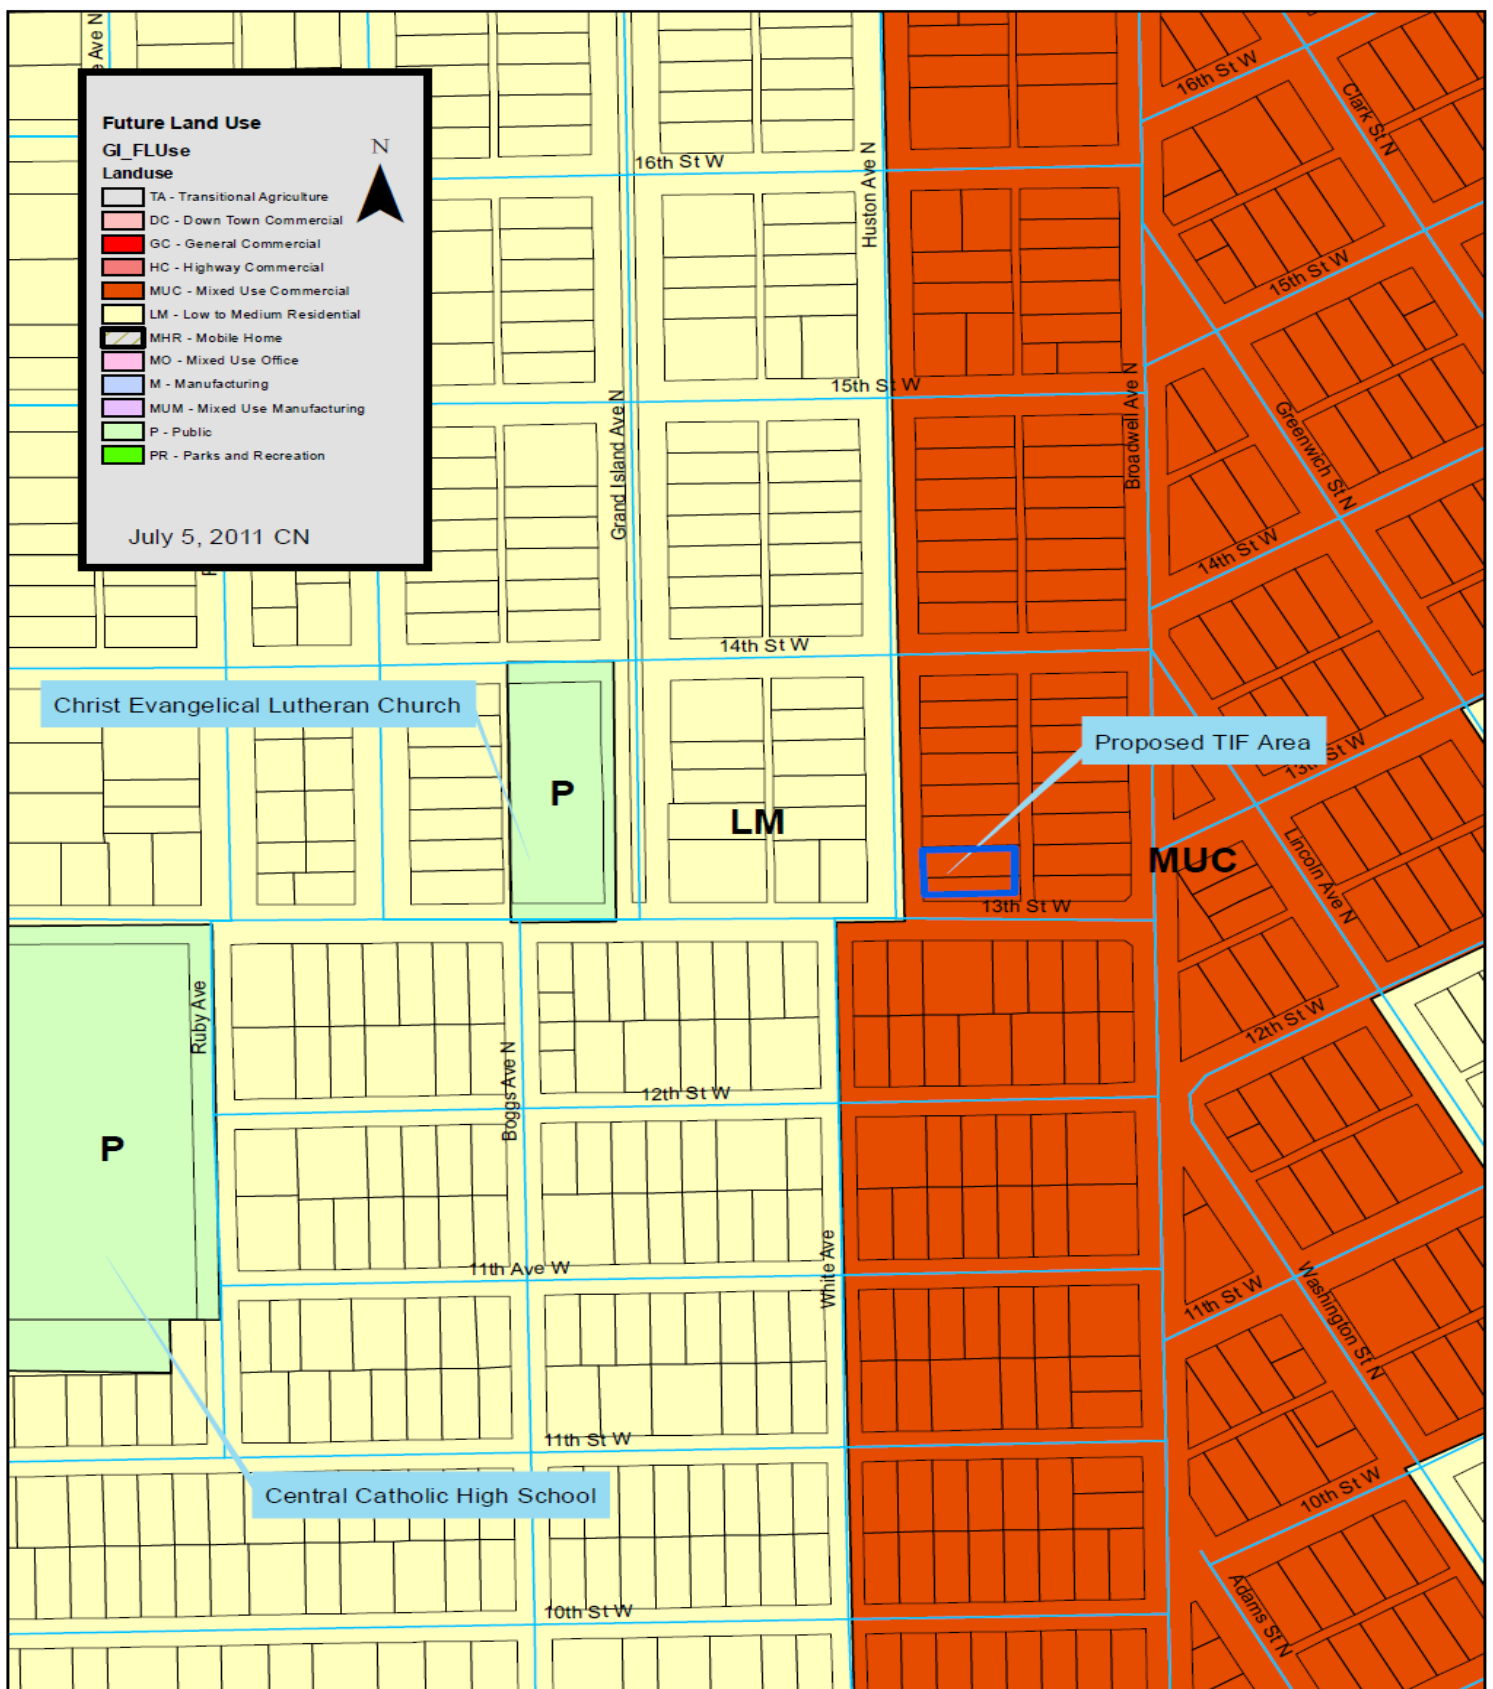 e Ave N
Future Land Use
GI_FLUse
Landuse
N
TA - Transitional Agriculture
DC - Down Town Commercial
GC - General Commercial
HC - Highway Commercial
MUC - Mixed Use Commercial
LM - Low to Medium Residential
MHR - Mobile Home
MO - Mixed Use Office
M - Manufacturing
MUM - Mixed Use Manufacturing
P - Public
PR - Parks and Recreation
July 5, 2011 CN
16th St W
Clark St N
16th St W
Huston Ave N
15th St W
15th St W
Broadwell Ave N
Grand Island Ave N
Greenwich St N
14th St W
14th St W
Christ Evangelical Lutheran Church
Proposed TIF Area
13th St W
P
LM
MUC
Lincoln Ave N
13th St W
Ruby Ave
12th St W
Boggs Ave N
12th St W
P
White Ave
11th Ave W
11th St W
Washington St N
11th St W
Central Catholic High School
10th St W
10th St W
Adams St N